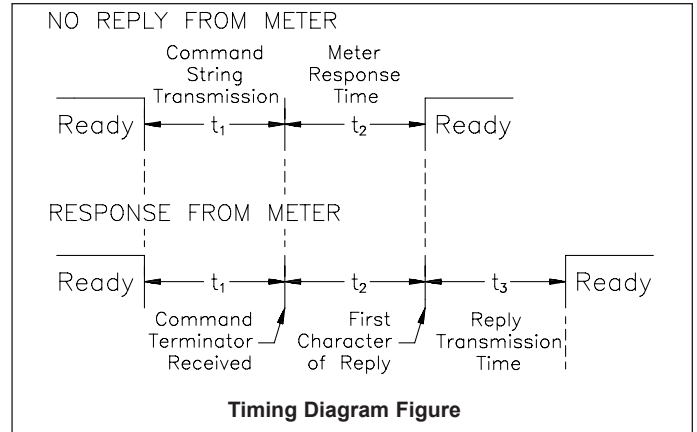 NO REPLY FROM METER
Command
String
Transmission
Meter
Response
Time
Ready
t₁
t₂
Ready
RESPONSE FROM METER
Ready
t₁
t₂
t₃
Ready
Command
Terminator
Received
First
Character
of Reply
Reply
Transmission
Time
Timing Diagram Figure